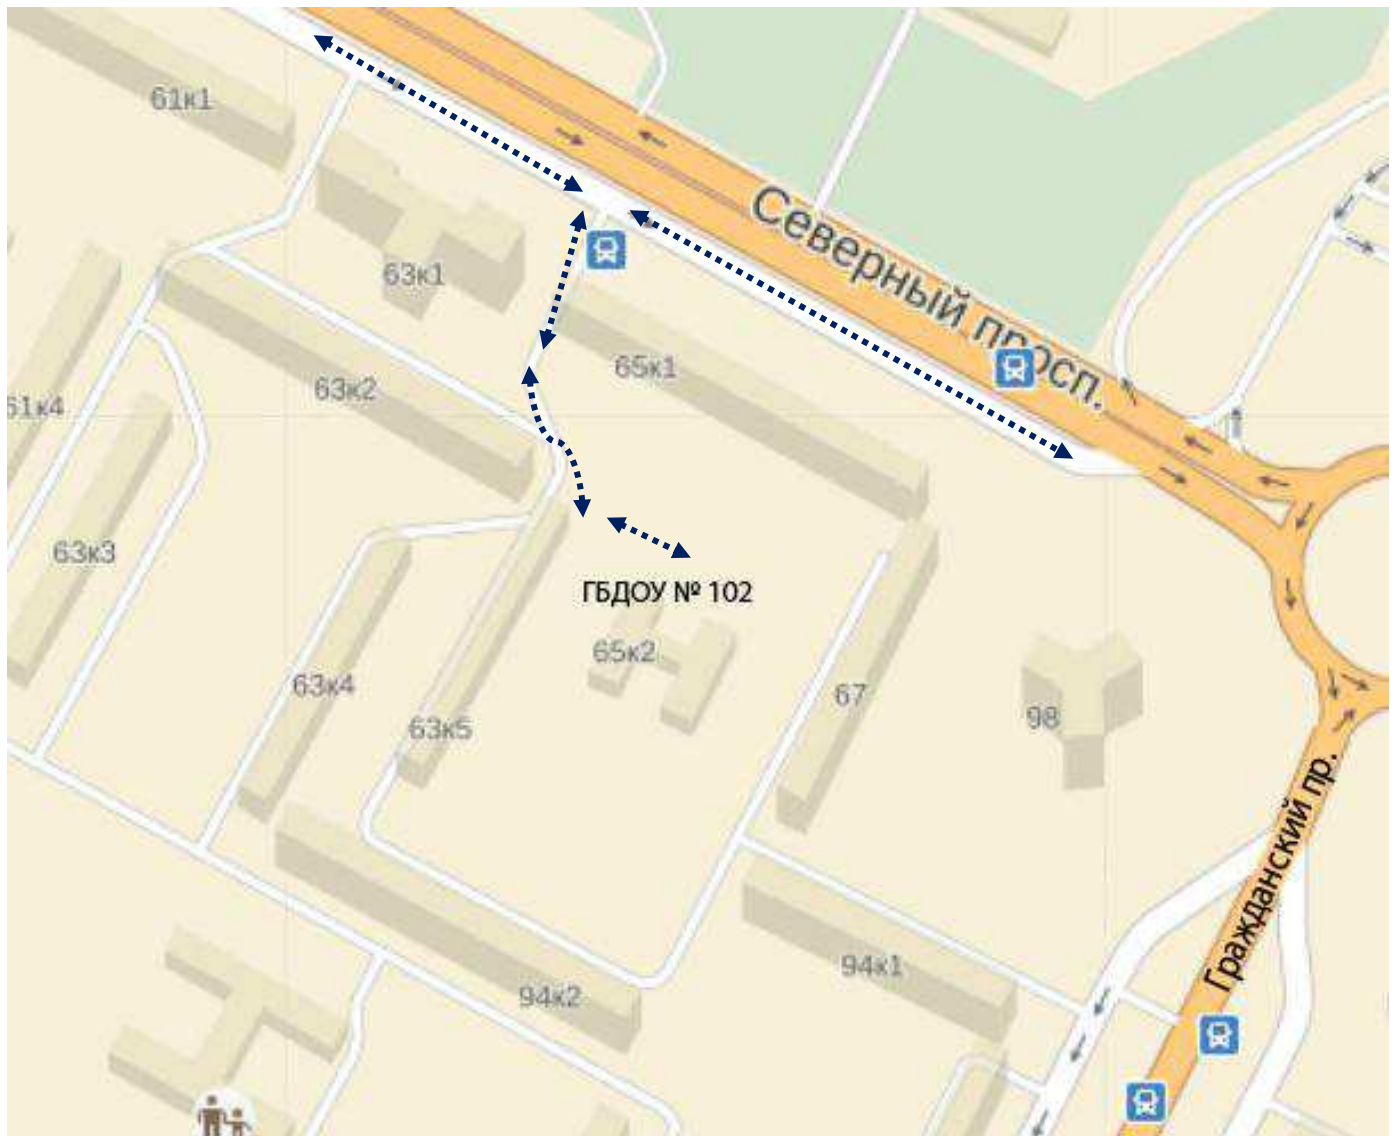 61к1
Северный просп.
63к1
65к1
63к2
61к4
63к3
ГБДОУ № 102
65к2
63к4
67
98
63к5
Гражданский пр.
94к1
94к2